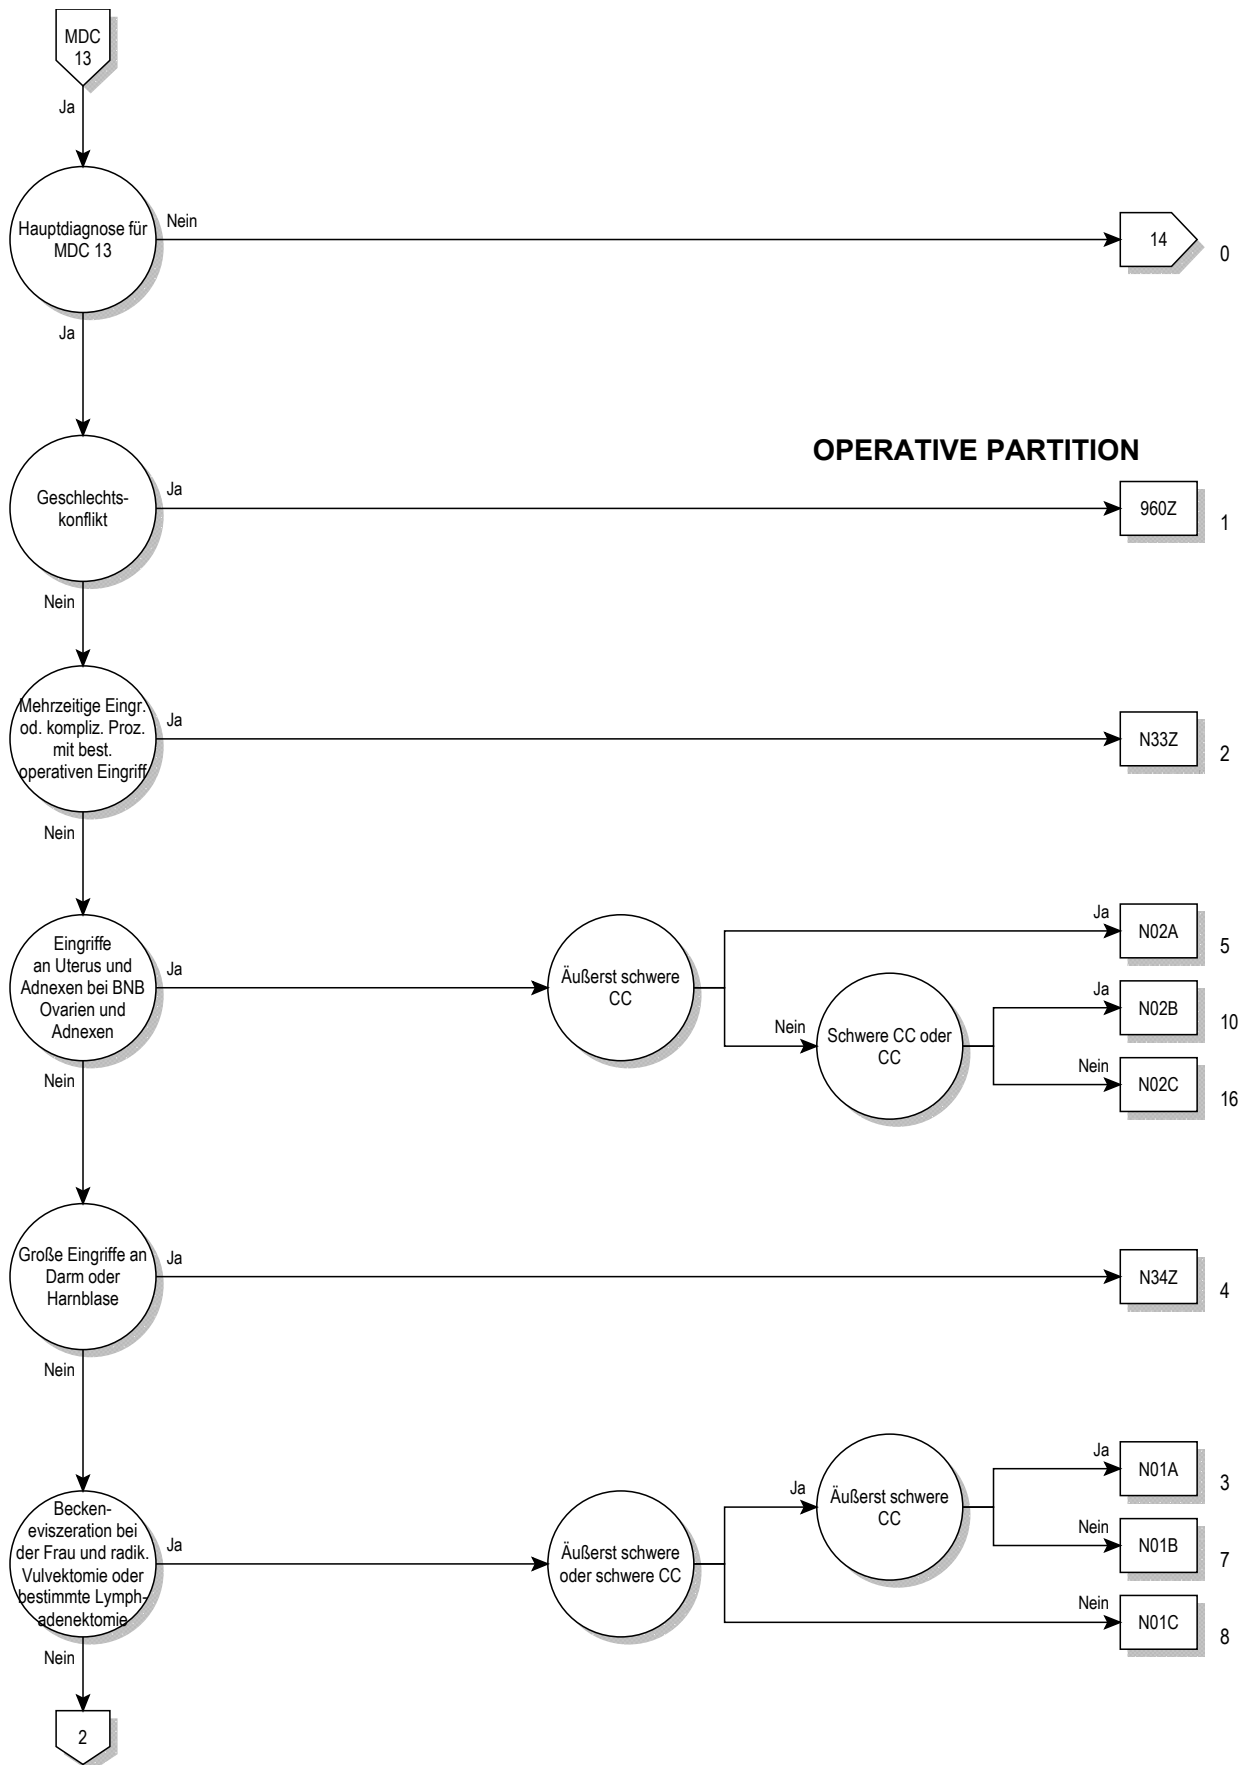 MDC
13
Ja
Hauptdiagnose für
MDC 13
Nein
14
0
Ja
OPERATIVE PARTITION
Geschlechts-
konflikt
Ja
960Z
1
Nein
Mehrzeitige Eingr.
od. kompliz. Proz.
mit best.
operativen Eingriff
Ja
N33Z
2
Nein
Eingriffe
an Uterus und
Adnexen bei BNB
Ovarien und
Adnexen
Ja
Äußerst schwere
CC
Ja
N02A
5
Nein
Schwere CC oder
CC
Ja
N02B
10
Nein
N02C
16
Nein
Große Eingriffe an
Darm oder
Harnblase
Ja
N34Z
4
Nein
Becken-
eviszeration bei
der Frau und radik.
Vulvektomie oder
bestimmte Lymph-
adenektomie
Ja
Äußerst schwere
oder schwere CC
Ja
Äußerst schwere
CC
Ja
N01A
3
Nein
N01B
7
Nein
N01C
8
Nein
2